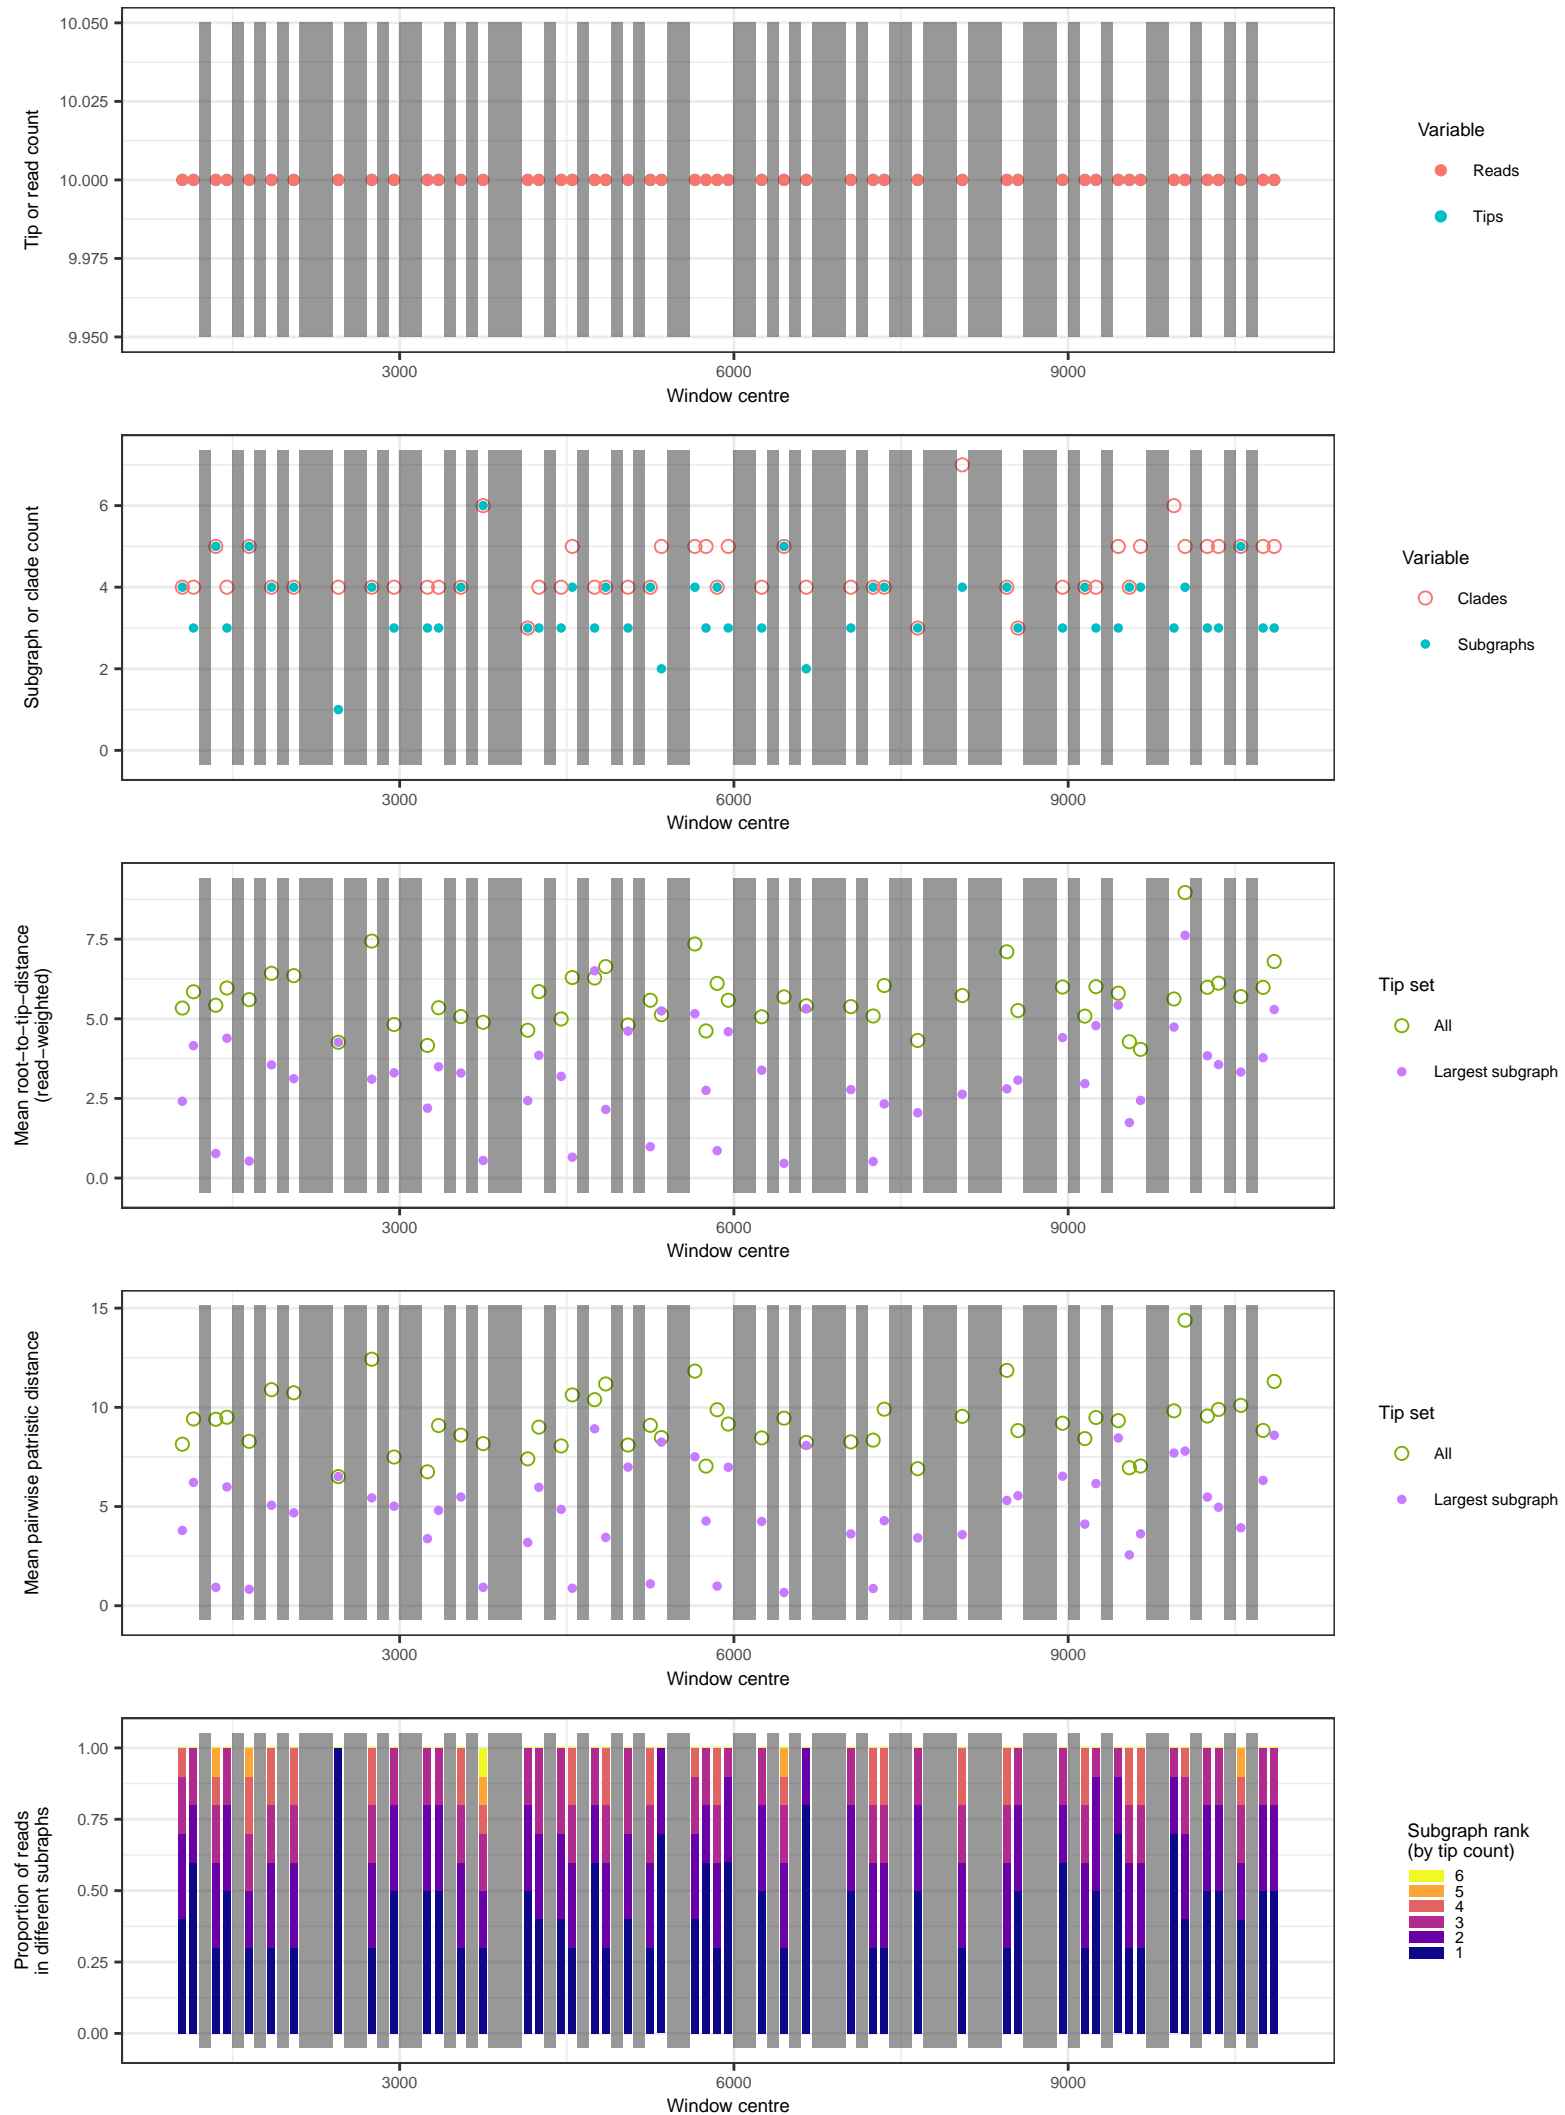 10.050
10.025
10.000
9.975
9.950
Tip or read count
3000
6000
9000
Window centre
Variable
Reads
Tips
6
4
2
0
Subgraph or clade count
3000
6000
9000
Window centre
Variable
Clades
Subgraphs
7.5
5.0
2.5
0.0
Mean root−to−tip−distance
(read−weighted)
3000
6000
9000
Window centre
Tip set
All
Largest subgraph
15
10
5
0
Mean pairwise patristic distance
3000
6000
9000
Window centre
Tip set
All
Largest subgraph
1.00
0.75
0.50
0.25
0.00
Proportion of reads
in different subraphs
3000
6000
9000
Window centre
Subgraph rank
(by tip count)
6
5
4
3
2
1